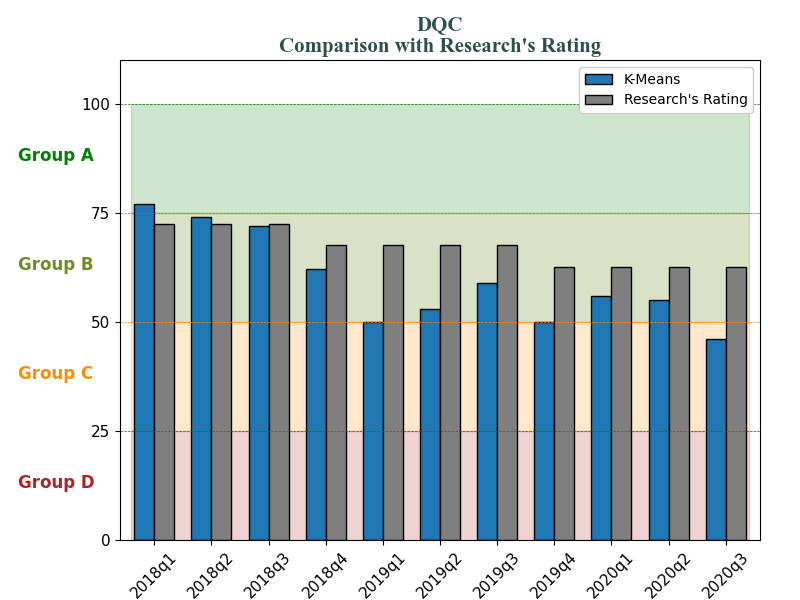 DQC
Comparison with Research's Rating
K-Means
Research's Rating
100
Group A
75
Group B
50
Group C
25
Group D
0
2018q1 2018q2 2018q3 2018q4 2019q1 2019q2 2019q3 2019q4 2020q1 2020q2 2020q3